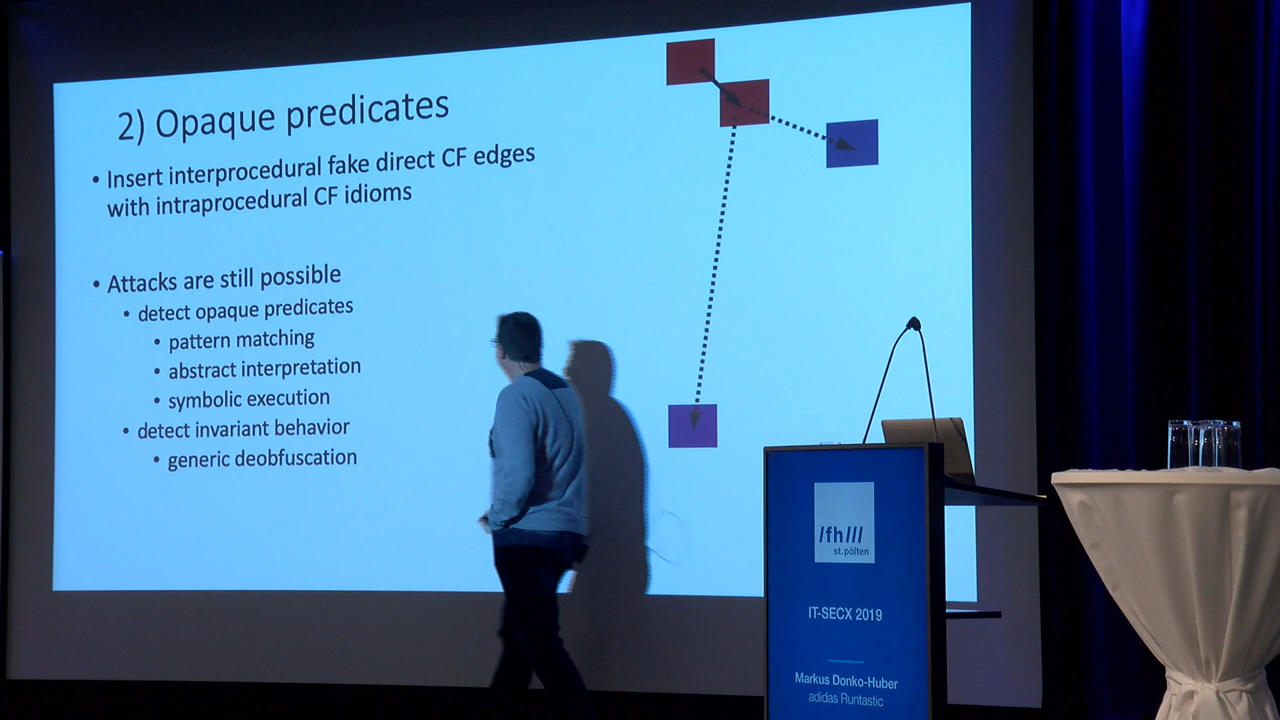 2) Opaque predicates
• Insert interprocedural fake direct CF edges
with intraprocedural CF idioms
• Attacks are still possible
• detect opaque predicates
• pattern matching
• abstract interpretation
• symbolic execution
• detect invariant behavior
• generic deobfuscation
/fh///
st.pölten
IT-SECX 2019
Markus Donko-Huber
adidas Runtastic